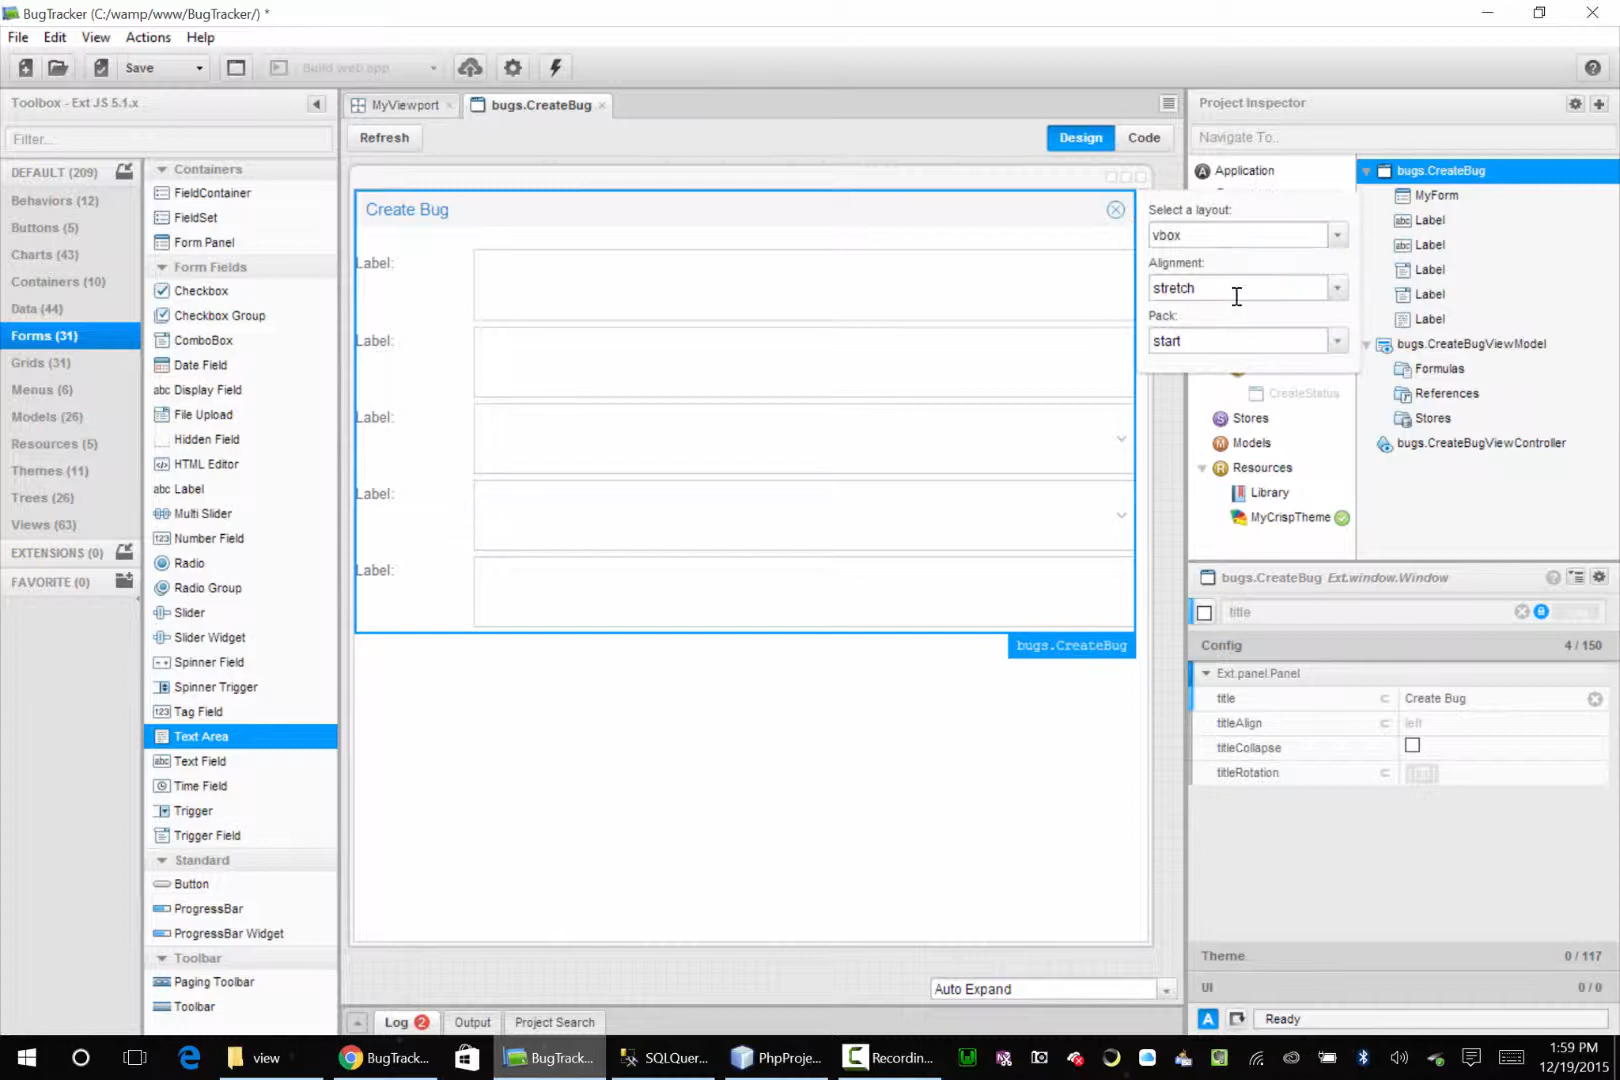 BugTracker (C:/wamp/www/BugTracker/) *
File Edit View Actions Help
Save
Build web app
Toolbox - Ext JS 5.1.x
Filter...
DEFAULT (209)
Behaviors (12)
Buttons (5)
Charts (43)
Containers (10)
Data (44)
Forms (31)
Grids (31)
Menus (6)
Models (26)
Resources (5)
Themes (11)
Trees (26)
Views (63)
EXTENSIONS (0)
FAVORITE (0)
Containers
FieldContainer
FieldSet
Form Panel
Form Fields
Checkbox
Checkbox Group
ComboBox
Date Field
abc Display Field
File Upload
Hidden Field
HTML Editor
abc Label
Multi Slider
123 Number Field
Radio
Radio Group
Slider
Slider Widget
Spinner Field
Spinner Trigger
123 Tag Field
Text Area
abc Text Field
Time Field
Trigger
Trigger Field
Standard
Button
ProgressBar
ProgressBar Widget
Toolbar
Paging Toolbar
Toolbar
MyViewport
bugs.CreateBug
Refresh
Design Code
Create Bug
Label:
Label:
Label:
Label:
Label:
bugs.CreateBug
Auto Expand
Log 2 Output Project Search
Select a layout:
vbox
Alignment:
stretch
Pack:
start
Project Inspector
Navigate To...
Application
CreateStatus
Stores
Models
Resources
Library
MyCrispTheme
bugs.CreateBug
MyForm
abc Label
abc Label
Label
Label
Label
bugs.CreateBugViewModel
Formulas
References
Stores
bugs.CreateBugViewController
bugs.CreateBug Ext.window.Window
title
Config 4 / 150
Ext.panel.Panel
title Create Bug
titleAlign left
titleCollapse
titleRotation
Theme 0 / 117
UI 0 / 0
A Ready
view
BugTrack...
BugTrack...
SQLQuer...
PhpProje...
Recordin...
1:59 PM
12/19/2015